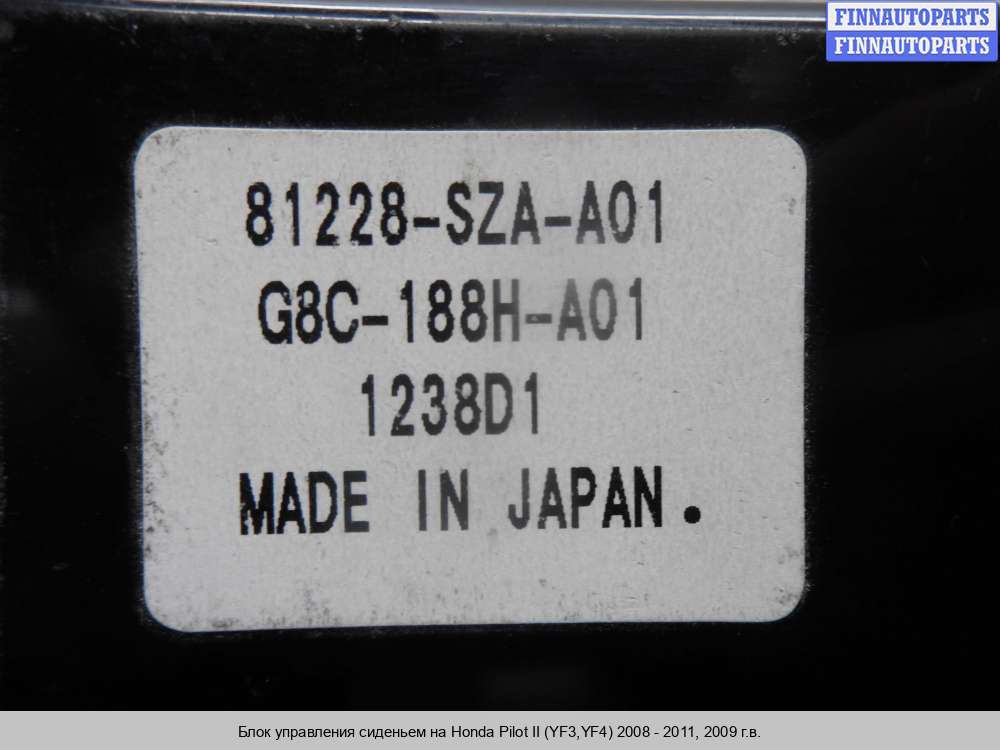 FINNAUTOPARTS
FINNAUTOPARTS
81228-SZA-A01
G8C-188H-A01
1238D1
MADE IN JAPAN.
Блок управления сиденьем на Honda Pilot II (YF3,YF4) 2008 - 2011, 2009 г.в.